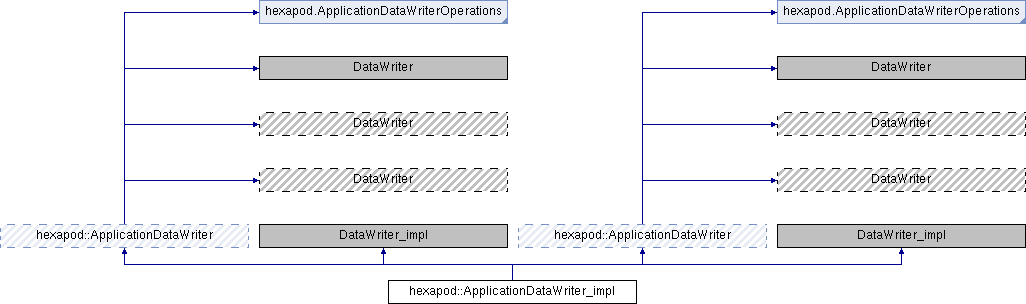 hexapod.ApplicationDataWriterOperations
hexapod.ApplicationDataWriterOperations
DataWriter
DataWriter
DataWriter
DataWriter
DataWriter
DataWriter
hexapod::ApplicationDataWriter
DataWriter_impl
hexapod::ApplicationDataWriter
DataWriter_impl
hexapod::ApplicationDataWriter_impl